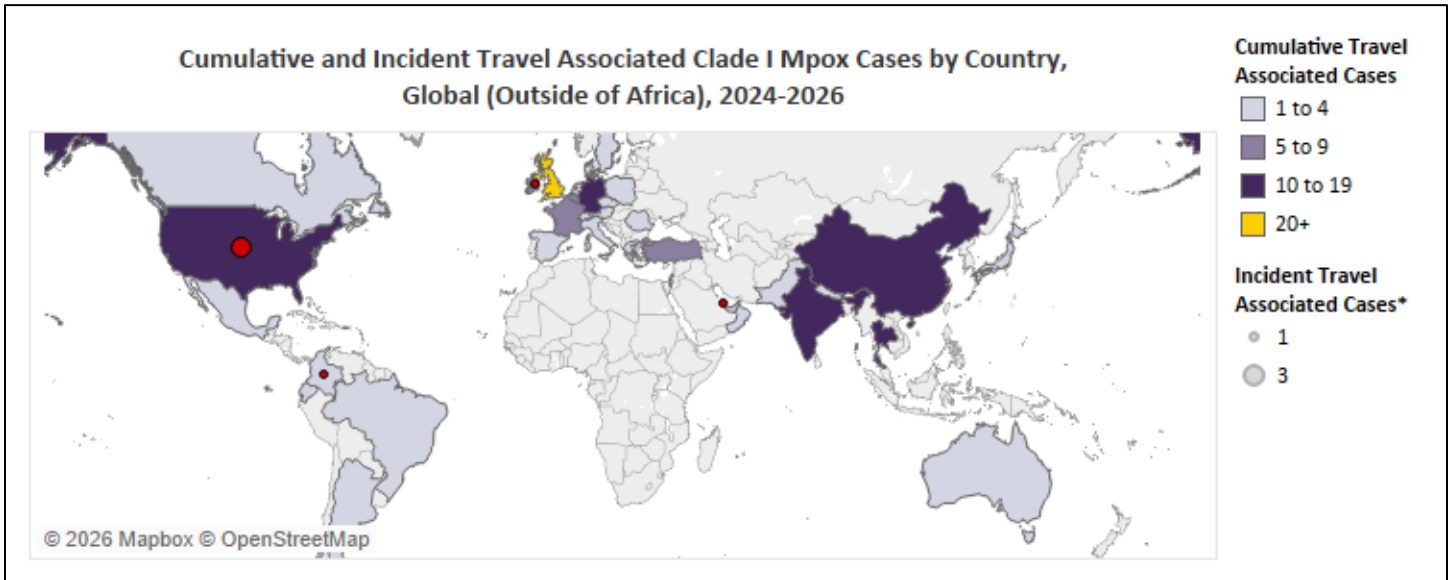 Cumulative and Incident Travel Associated Clade I Mpox Cases by Country,
Global (Outside of Africa), 2024-2026
Cumulative Travel
Associated Cases
1 to 4
5 to 9
10 to 19
20+
Incident Travel
Associated Cases*
1
3
© 2026 Mapbox © OpenStreetMap